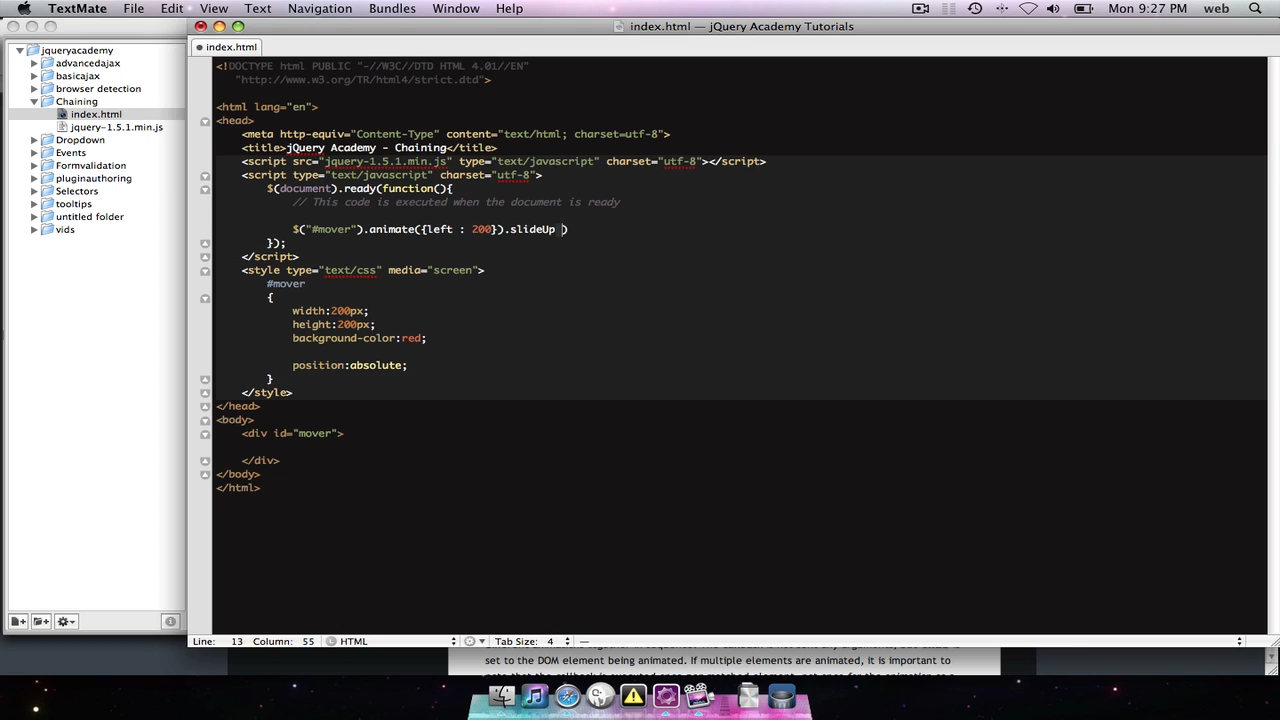 TextMate File Edit View Text Navigation Bundles Window Help Mon 9:27 PM web
index.html — jQuery Academy Tutorials
index.html
jqueryacademy
advancedajax
basicajax
browser detection
Chaining
index.html
jquery-1.5.1.min.js
Dropdown
Events
Formvalidation
pluginauthoring
Selectors
tooltips
untitled folder
vids
<!DOCTYPE html PUBLIC "-//W3C//DTD HTML 4.01//EN"
"http://www.w3.org/TR/html4/strict.dtd">
<html lang="en">
<head>
<meta http-equiv="Content-Type" content="text/html; charset=utf-8">
<title>jQuery Academy - Chaining</title>
<script src="jquery-1.5.1.min.js" type="text/javascript" charset="utf-8"></script>
<script type="text/javascript" charset="utf-8">
$(document).ready(function(){
// This code is executed when the document is ready
$("#mover").animate({left : 200}).slideUp )
});
</script>
<style type="text/css" media="screen">
#mover
{
width:200px;
height:200px;
background-color:red;
position:absolute;
}
</style>
</head>
<body>
<div id="mover">
</div>
</body>
</html>
Line: 13 Column: 55 HTML Tab Size: 4 —
set to the DOM element being animated. If multiple elements are animated, it is important to